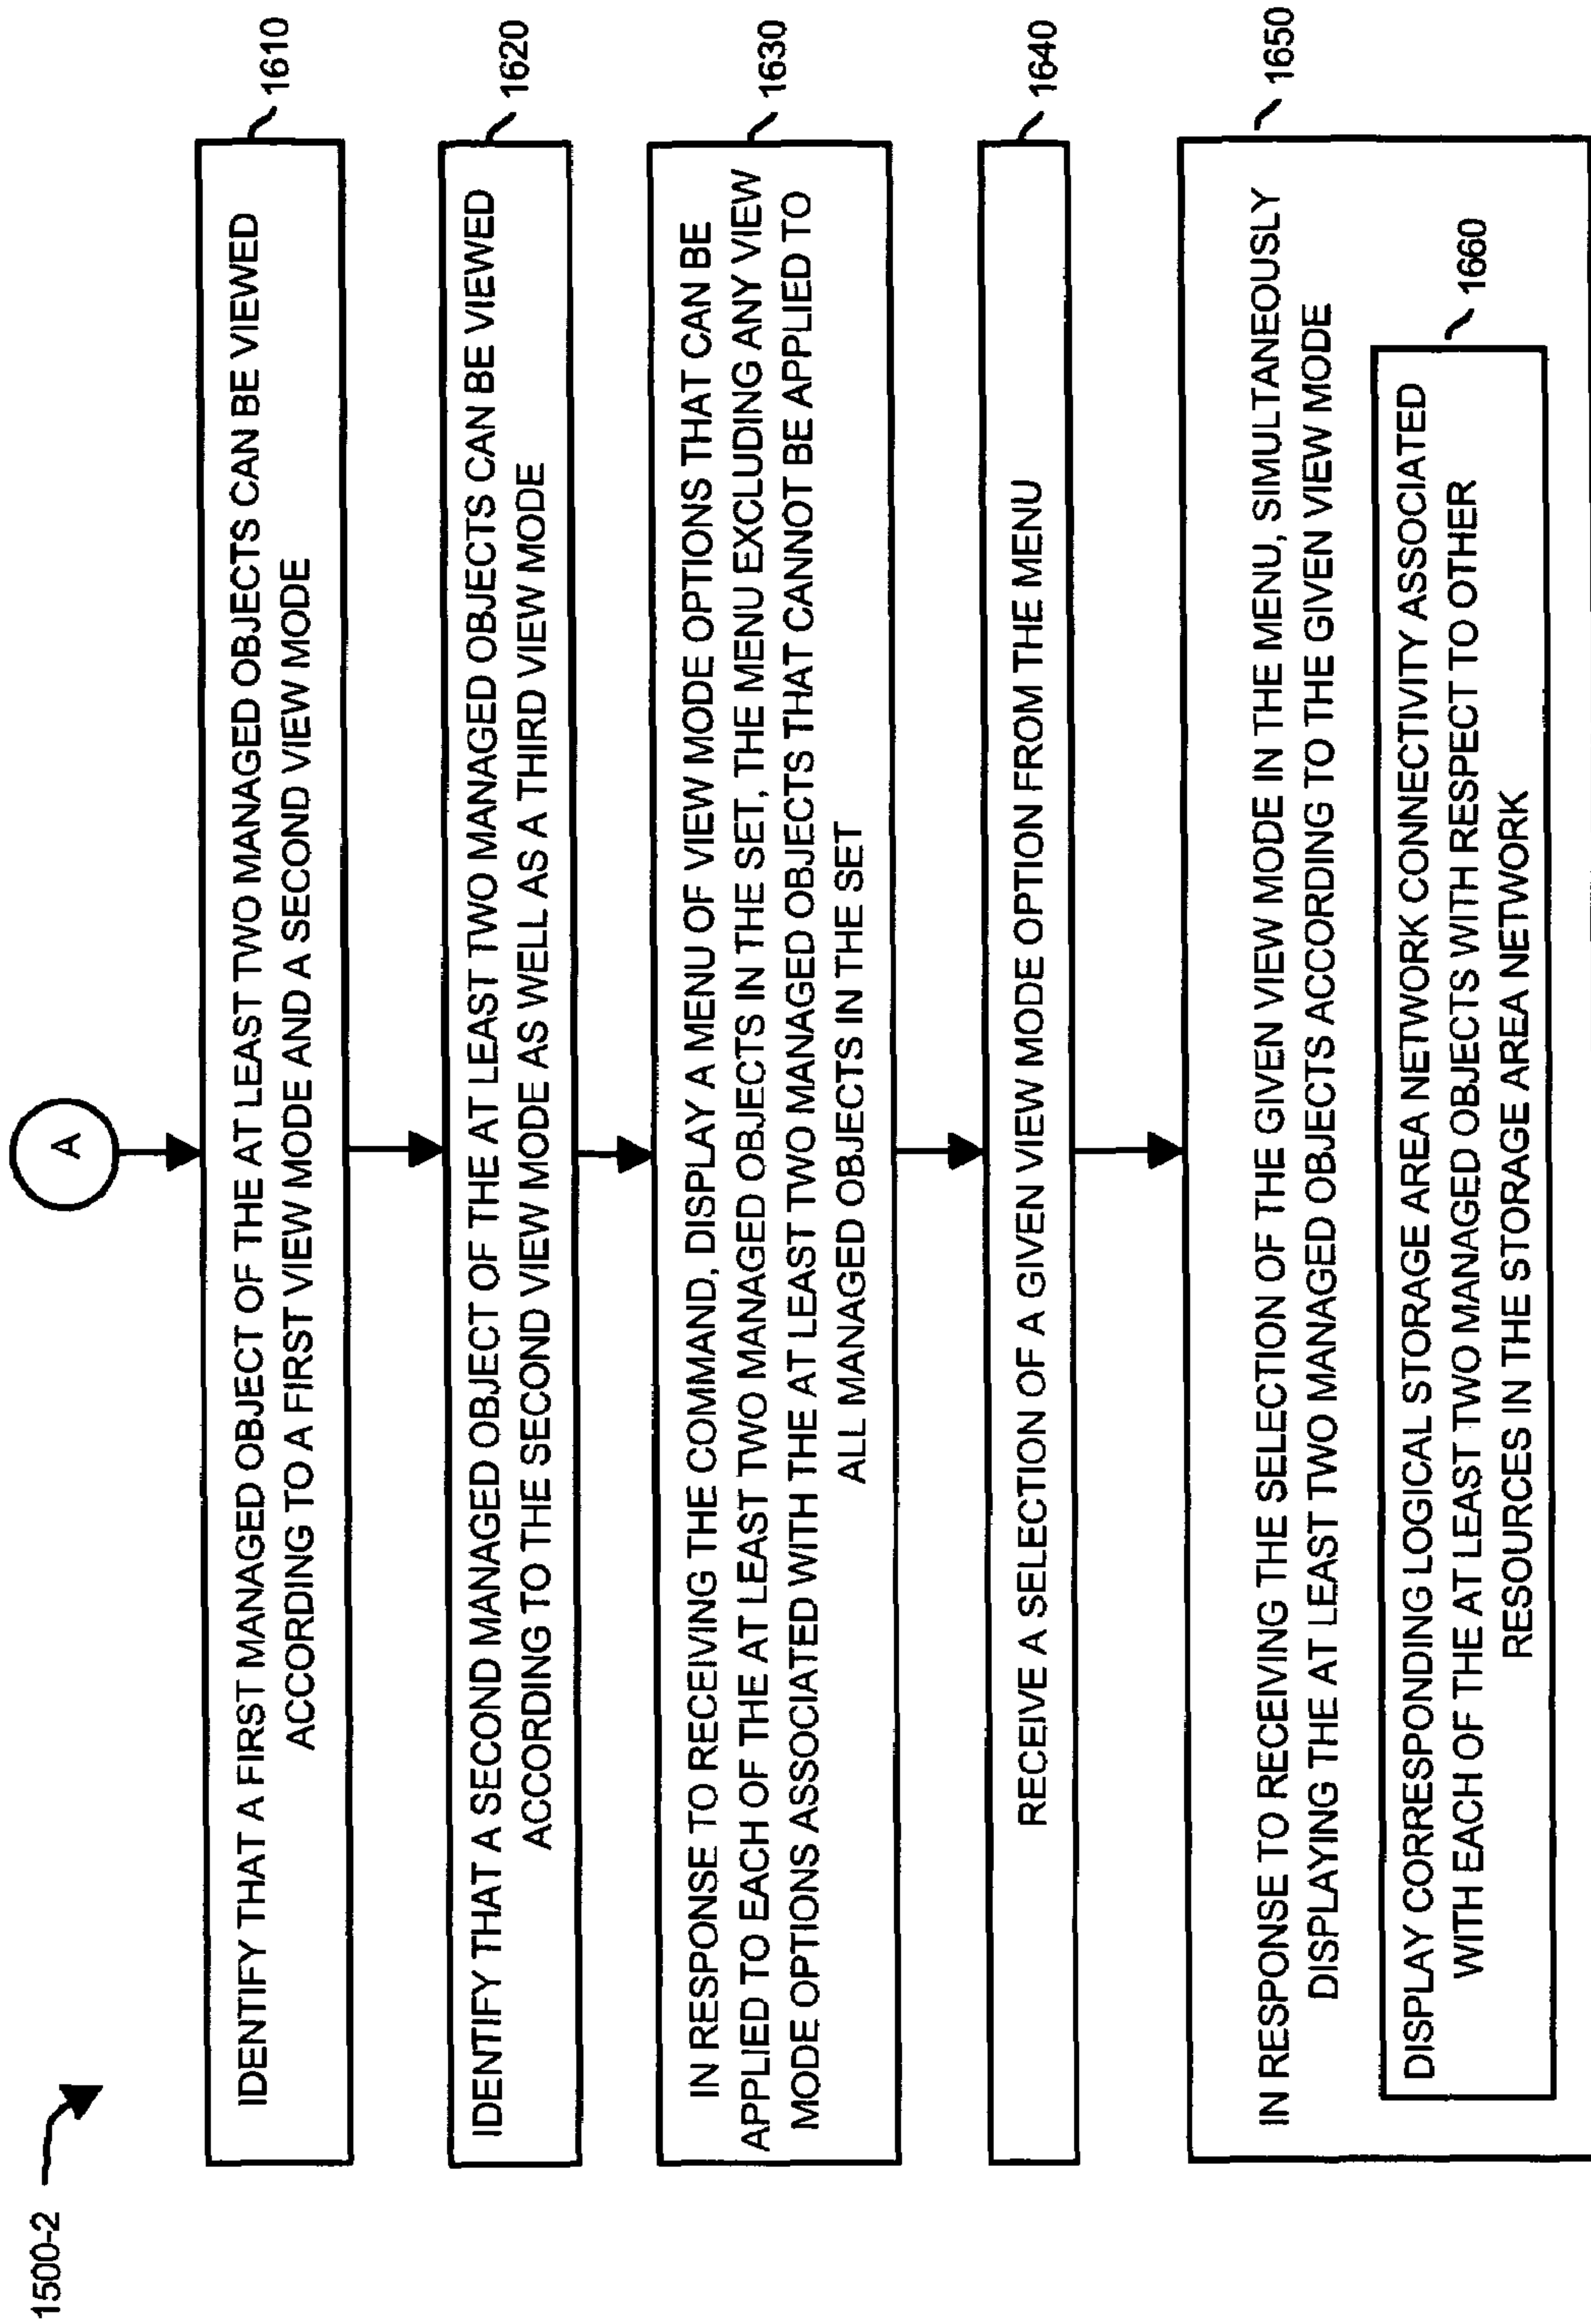 1500-2
A
1610
IDENTIFY THAT A FIRST MANAGED OBJECT OF THE AT LEAST TWO MANAGED OBJECTS CAN BE VIEWED
ACCORDING TO A FIRST VIEW MODE AND A SECOND VIEW MODE
1620
IDENTIFY THAT A SECOND MANAGED OBJECT OF THE AT LEAST TWO MANAGED OBJECTS CAN BE VIEWED
ACCORDING TO THE SECOND VIEW MODE AS WELL AS A THIRD VIEW MODE
1630
IN RESPONSE TO RECEIVING THE COMMAND, DISPLAY A MENU OF VIEW MODE OPTIONS THAT CAN BE
APPLIED TO EACH OF THE AT LEAST TWO MANAGED OBJECTS IN THE SET, THE MENU EXCLUDING ANY VIEW
MODE OPTIONS ASSOCIATED WITH THE AT LEAST TWO MANAGED OBJECTS THAT CANNOT BE APPLIED TO
ALL MANAGED OBJECTS IN THE SET
1640
RECEIVE A SELECTION OF A GIVEN VIEW MODE OPTION FROM THE MENU
1650
IN RESPONSE TO RECEIVING THE SELECTION OF THE GIVEN VIEW MODE IN THE MENU, SIMULTANEOUSLY
DISPLAYING THE AT LEAST TWO MANAGED OBJECTS ACCORDING TO THE GIVEN VIEW MODE
1660
DISPLAY CORRESPONDING LOGICAL STORAGE AREA NETWORK CONNECTIVITY ASSOCIATED
WITH EACH OF THE AT LEAST TWO MANAGED OBJECTS WITH RESPECT TO OTHER
RESOURCES IN THE STORAGE AREA NETWORK